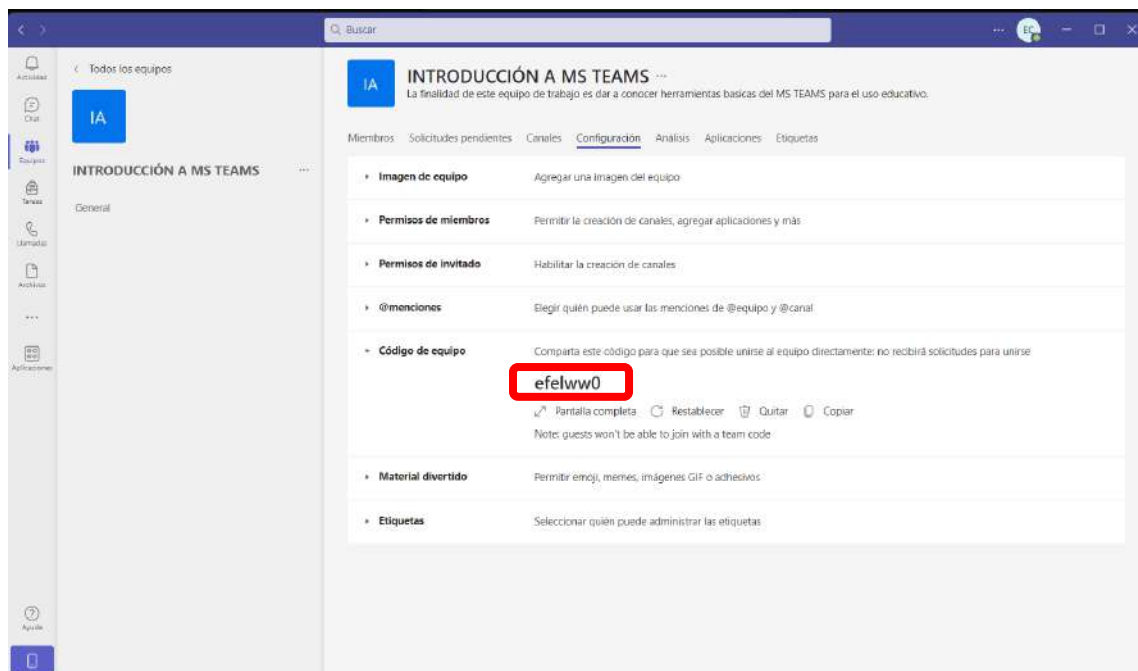 Buscar
EC
Actividad
Chat
Equipos
Tareas
Llamadas
Archivos
Aplicaciones
Ayuda
Todos los equipos
IA
INTRODUCCIÓN A MS TEAMS
General
IA
INTRODUCCIÓN A MS TEAMS
La finalidad de este equipo de trabajo es dar a conocer herramientas basicas del MS TEAMS para el uso educativo.
Miembros Solicitudes pendientes Canales Configuración Análisis Aplicaciones Etiquetas
Imagen de equipo Agregar una imagen del equipo
Permisos de miembros Permitir la creación de canales, agregar aplicaciones y más
Permisos de invitado Habilitar la creación de canales
@menciones Elegir quién puede usar las menciones de @equipo y @canal
Código de equipo Comparta este código para que sea posible unirse al equipo directamente: no recibirá solicitudes para unirse
efelww0
Pantalla completa Restablecer Quitar Copiar
Note: guests won't be able to join with a team code
Material divertido Permitir emoji, memes, imágenes GIF o adhesivos
Etiquetas Seleccionar quién puede administrar las etiquetas